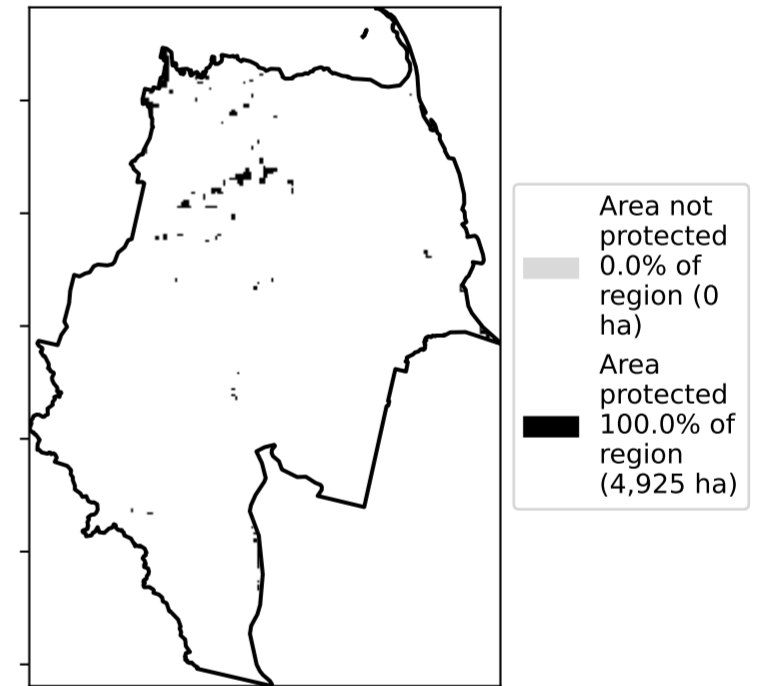 Area not
protected
0.0% of
region (0
ha)
Area
protected
100.0% of
region
(4,925 ha)